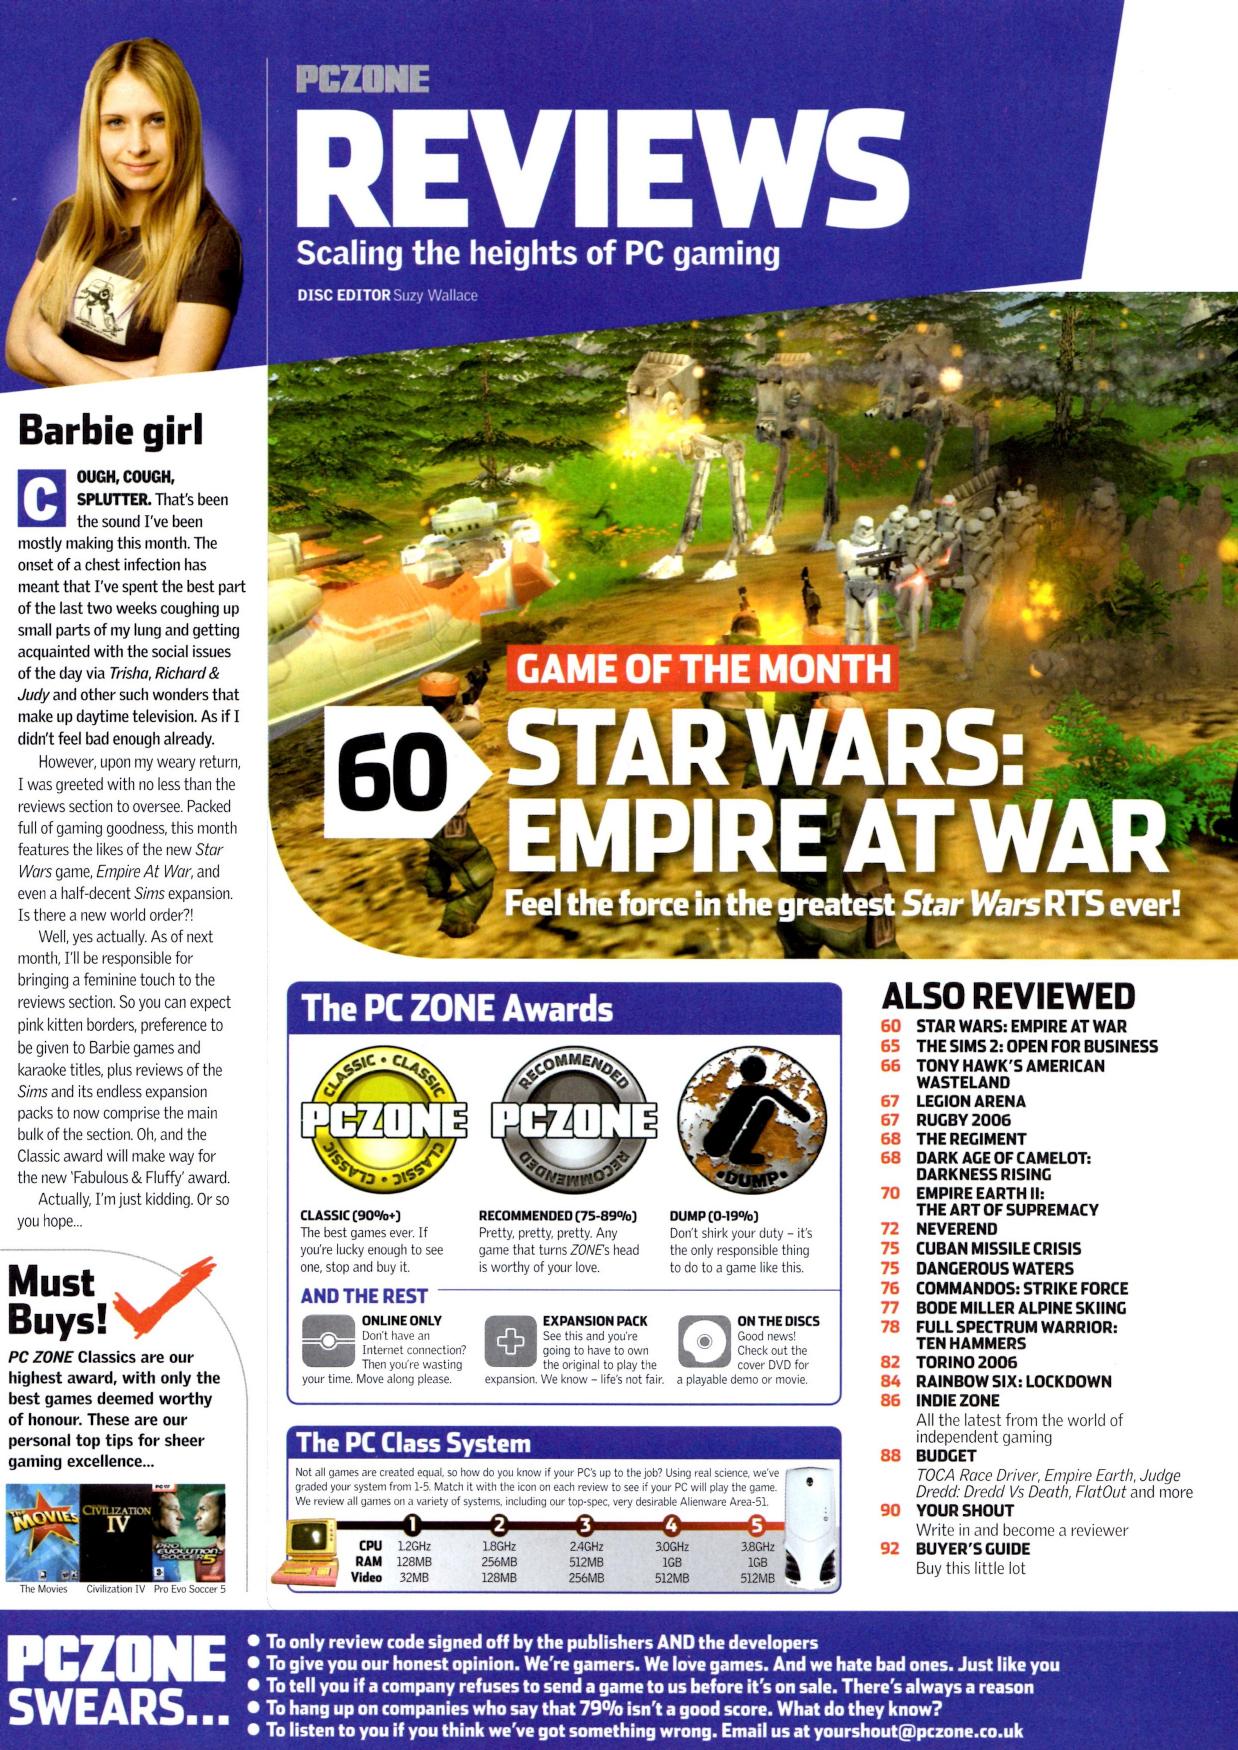 PCZONE
REVIEWS
Scaling the heights of PC gaming
DISC EDITOR Suzy Wallace
Barbie girl
COUGH, COUGH,
SPLUTTER. That's been
the sound I've been
mostly making this month. The
onset of a chest infection has
meant that I've spent the best part
of the last two weeks coughing up
small parts of my lung and getting
acquainted with the social issues
of the day via Trisha, Richard &
Judy and other such wonders that
make up daytime television. As if I
didn't feel bad enough already.
However, upon my weary return,
I was greeted with no less than the
reviews section to oversee. Packed
full of gaming goodness, this month
features the likes of the new Star
Wars game, Empire At War, and
even a half-decent Sims expansion.
Is there a new world order?!
Well, yes actually. As of next
month, I'll be responsible for
bringing a feminine touch to the
reviews section. So you can expect
pink kitten borders, preference to
be given to Barbie games and
karaoke titles, plus reviews of the
Sims and its endless expansion
packs to now comprise the main
bulk of the section. Oh, and the
Classic award will make way for
the new 'Fabulous & Fluffy' award.
Actually, I'm just kidding. Or so
you hope...
Must
Buys!
PC ZONE Classics are our
highest award, with only the
best games deemed worthy
of honour. These are our
personal top tips for sheer
gaming excellence...
THE MOVIES
CIVILIZATION
IV
PRO
EVOLUTION
SOCCER 5
The Movies
Civilization IV
Pro Evo Soccer 5
GAME OF THE MONTH
60
STAR WARS:
EMPIRE AT WAR
Feel the force in the greatest Star Wars RTS ever!
The PC ZONE Awards
CLASSIC • CLASSIC
PCZONE
CLASSIC • CLASSIC
RECOMMENDED
PCZONE
RECOMMENDED
•DUMP•
CLASSIC (90%+)
The best games ever. If
you're lucky enough to see
one, stop and buy it.
RECOMMENDED (75-89%)
Pretty, pretty, pretty. Any
game that turns ZONE's head
is worthy of your love.
DUMP (0-19%)
Don't shirk your duty – it's
the only responsible thing
to do to a game like this.
AND THE REST
ONLINE ONLY
Don't have an
Internet connection?
Then you're wasting
your time. Move along please.
EXPANSION PACK
See this and you're
going to have to own
the original to play the
expansion. We know – life's not fair.
ON THE DISCS
Good news!
Check out the
cover DVD for
a playable demo or movie.
The PC Class System
Not all games are created equal, so how do you know if your PC's up to the job? Using real science, we've
graded your system from 1-5. Match it with the icon on each review to see if your PC will play the game.
We review all games on a variety of systems, including our top-spec, very desirable Alienware Area-51.
1 2 3 4 5
CPU 1.2GHz 1.8GHz 2.4GHz 3.0GHz 3.8GHz
RAM 128MB 256MB 512MB 1GB 1GB
Video 32MB 128MB 256MB 512MB 512MB
ALSO REVIEWED
60 STAR WARS: EMPIRE AT WAR
65 THE SIMS 2: OPEN FOR BUSINESS
66 TONY HAWK'S AMERICAN
WASTELAND
67 LEGION ARENA
67 RUGBY 2006
68 THE REGIMENT
68 DARK AGE OF CAMELOT:
DARKNESS RISING
70 EMPIRE EARTH II:
THE ART OF SUPREMACY
72 NEVEREND
75 CUBAN MISSILE CRISIS
75 DANGEROUS WATERS
76 COMMANDOS: STRIKE FORCE
77 BODE MILLER ALPINE SKIING
78 FULL SPECTRUM WARRIOR:
TEN HAMMERS
82 TORINO 2006
84 RAINBOW SIX: LOCKDOWN
86 INDIE ZONE
All the latest from the world of
independent gaming
88 BUDGET
TOCA Race Driver, Empire Earth, Judge
Dredd: Dredd Vs Death, FlatOut and more
90 YOUR SHOUT
Write in and become a reviewer
92 BUYER'S GUIDE
Buy this little lot
PCZONE
SWEARS...
• To only review code signed off by the publishers AND the developers
• To give you our honest opinion. We're gamers. We love games. And we hate bad ones. Just like you
• To tell you if a company refuses to send a game to us before it's on sale. There's always a reason
• To hang up on companies who say that 79% isn't a good score. What do they know?
• To listen to you if you think we've got something wrong. Email us at yourshout@pczone.co.uk